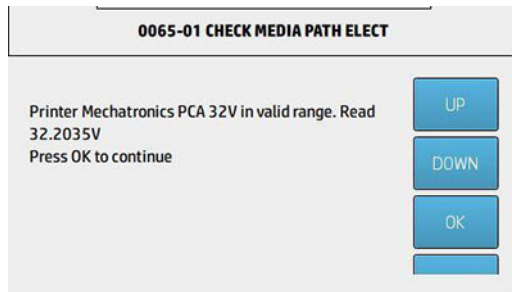 0065-01 CHECK MEDIA PATH ELECT
Printer Mechatronics PCA 32V in valid range. Read
32.2035V
Press OK to continue
UP
DOWN
OK